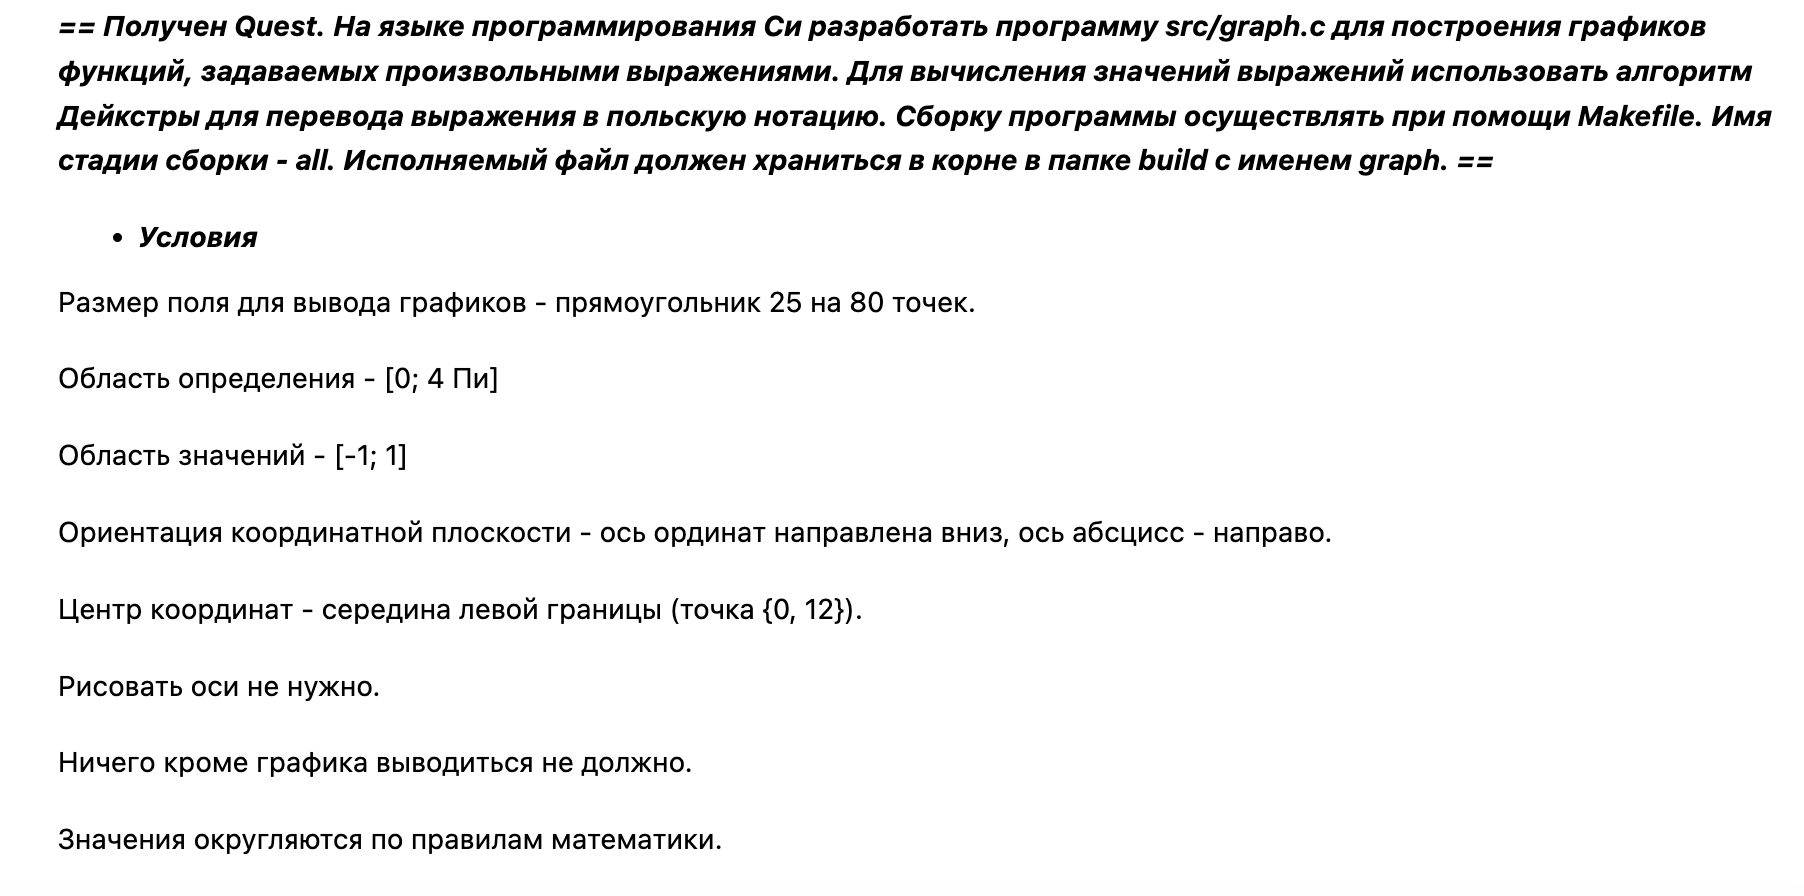 == Получен Quest. На языке программирования Си разработать программу src/graph.c для построения графиков
функций, задаваемых произвольными выражениями. Для вычисления значений выражений использовать алгоритм
Дейкстры для перевода выражения в польскую нотацию. Сборку программы осуществлять при помощи Makefile. Имя
стадии сборки - all. Исполняемый файл должен храниться в корне в папке build с именем graph. ==
• Условия
Размер поля для вывода графиков - прямоугольник 25 на 80 точек.
Область определения - [0; 4 Пи]
Область значений - [-1; 1]
Ориентация координатной плоскости - ось ординат направлена вниз, ось абсцисс - направо.
Центр координат - середина левой границы (точка {0, 12}).
Рисовать оси не нужно.
Ничего кроме графика выводиться не должно.
Значения округляются по правилам математики.